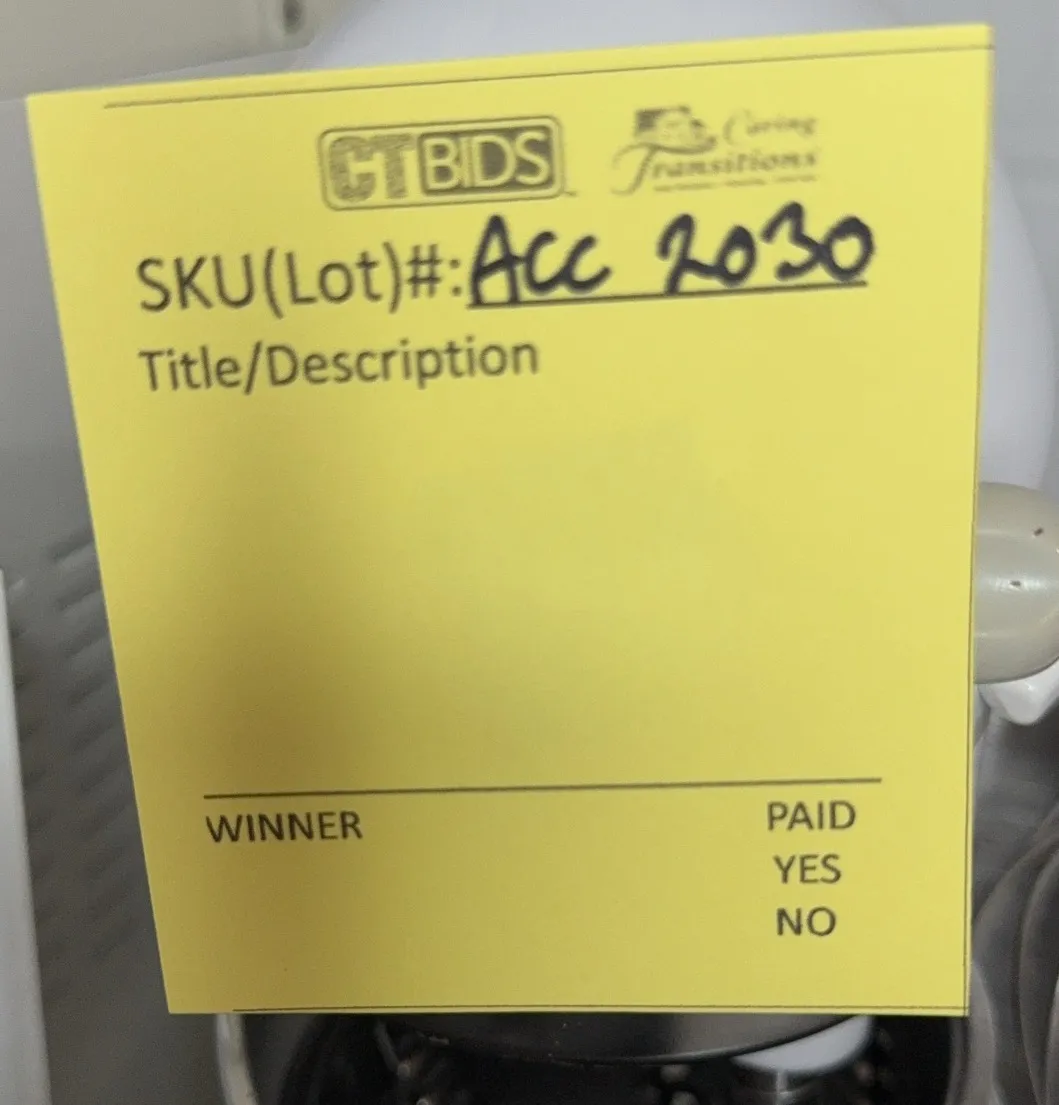 CTBIDS
Caring
Transitions
SKU(Lot)#: ACC 2030
Title/Description
WINNER
PAID
YES
NO